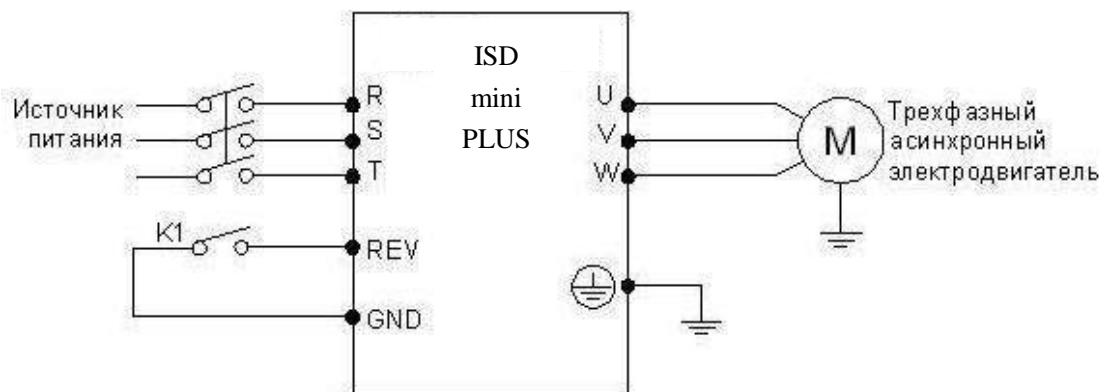 ISD
mini
PLUS
Источник
питания
R
S
T
K1
REV
GND
U
V
W
M
Трехфазный
асинхронный
электродвигатель